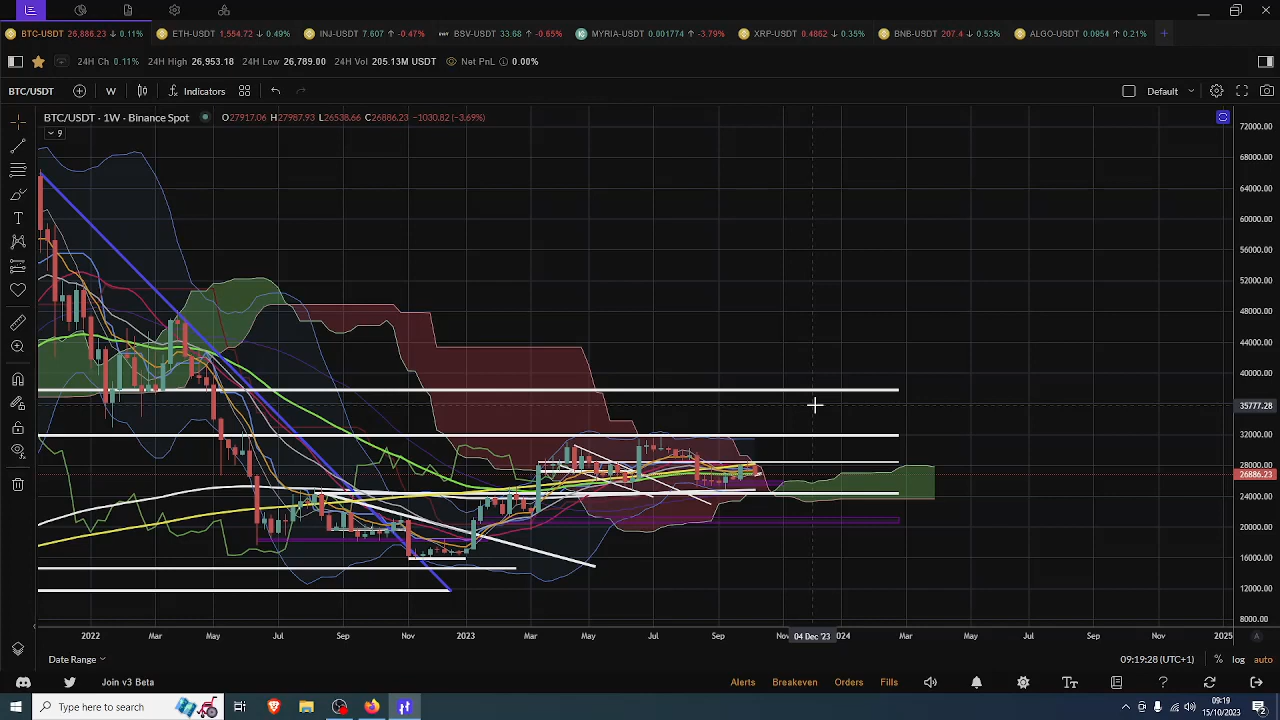 BTC-USDT 26,886.23 ↓ 0.11% ETH-USDT 1,554.72 ↓ 0.49% INJ-USDT 7.607 ↑ -0.47% BSV-USDT 33.68 ↑ -0.65% MYRIA-USDT 0.001774 ↑ -3.79% XRP-USDT 0.4862 ↓ 0.35% BNB-USDT 207.4 ↓ 0.53% ALGO-USDT 0.0954 ↑ 0.21%
24H Ch 0.11% 24H High 26,953.18 24H Low 26,789.00 24H Vol 205.13M USDT Net PnL 0.00%
BTC/USDT W Indicators Default
BTC/USDT · 1W · Binance Spot O27917.06 H27987.93 L26538.66 C26886.23 −1030.82 (−3.69%)
9
72000.00
68000.00
64000.00
60000.00
56000.00
52000.00
48000.00
44000.00
40000.00
35777.28
32000.00
28000.00
26886.23
24000.00
20000.00
16000.00
12000.00
8000.00
2022 Mar May Jul Sep Nov 2023 Mar May Jul Sep Nov 04 Dec '23 024 Mar May Jul Sep Nov 2025 A
Date Range 09:19:28 (UTC+1) % log auto
Join v3 Beta Alerts Breakeven Orders Fills
Type here to search 09:19
15/10/2023 2